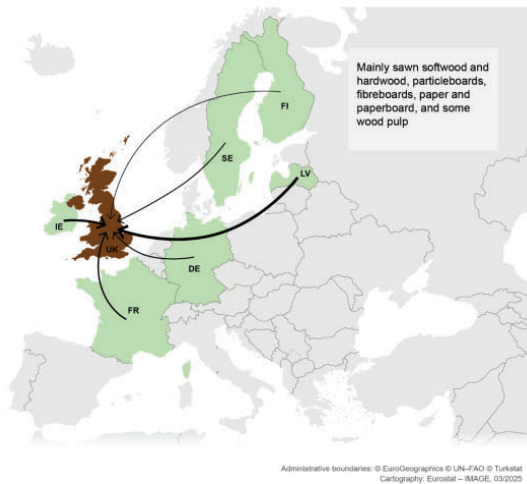 Mainly sawn softwood and
hardwood, particleboards,
fibreboards, paper and
paperboard, and some
wood pulp
FI
SE
LV
IE
UK
DE
FR
Administrative boundaries: © EuroGeographics © UN–FAO © Turkstat
Cartography: Eurostat – IMAGE, 03/2025